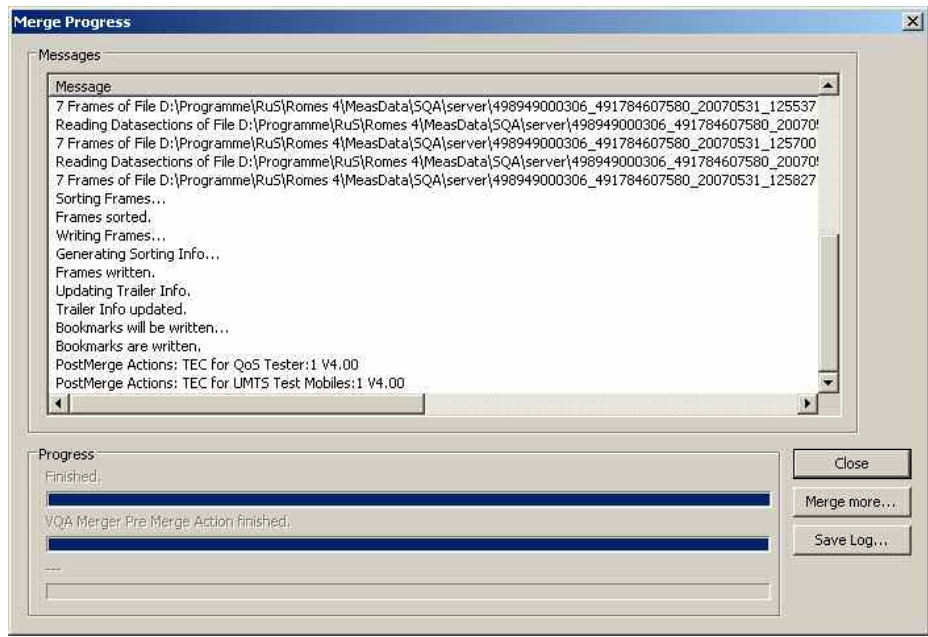 Merge Progress
Messages
Message
7 Frames of File D:\Programme\RuS\Romes 4\MeasData\SQA\server\498949000306_491784607580_20070531_125537
Reading Datasections of File D:\Programme\RuS\Romes 4\MeasData\SQA\server\498949000306_491784607580_20070
7 Frames of File D:\Programme\RuS\Romes 4\MeasData\SQA\server\498949000306_491784607580_20070531_125700
Reading Datasections of File D:\Programme\RuS\Romes 4\MeasData\SQA\server\498949000306_491784607580_20070
7 Frames of File D:\Programme\RuS\Romes 4\MeasData\SQA\server\498949000306_491784607580_20070531_125827
Sorting Frames...
Frames sorted.
Writing Frames...
Generating Sorting Info...
Frames written.
Updating Trailer Info.
Trailer Info updated.
Bookmarks will be written...
Bookmarks are written.
PostMerge Actions: TEC for QoS Tester:1 V4.00
PostMerge Actions: TEC for UMTS Test Mobiles:1 V4.00
Progress
Finished.
VQA Merger Pre Merge Action finished.
---
Close
Merge more...
Save Log...